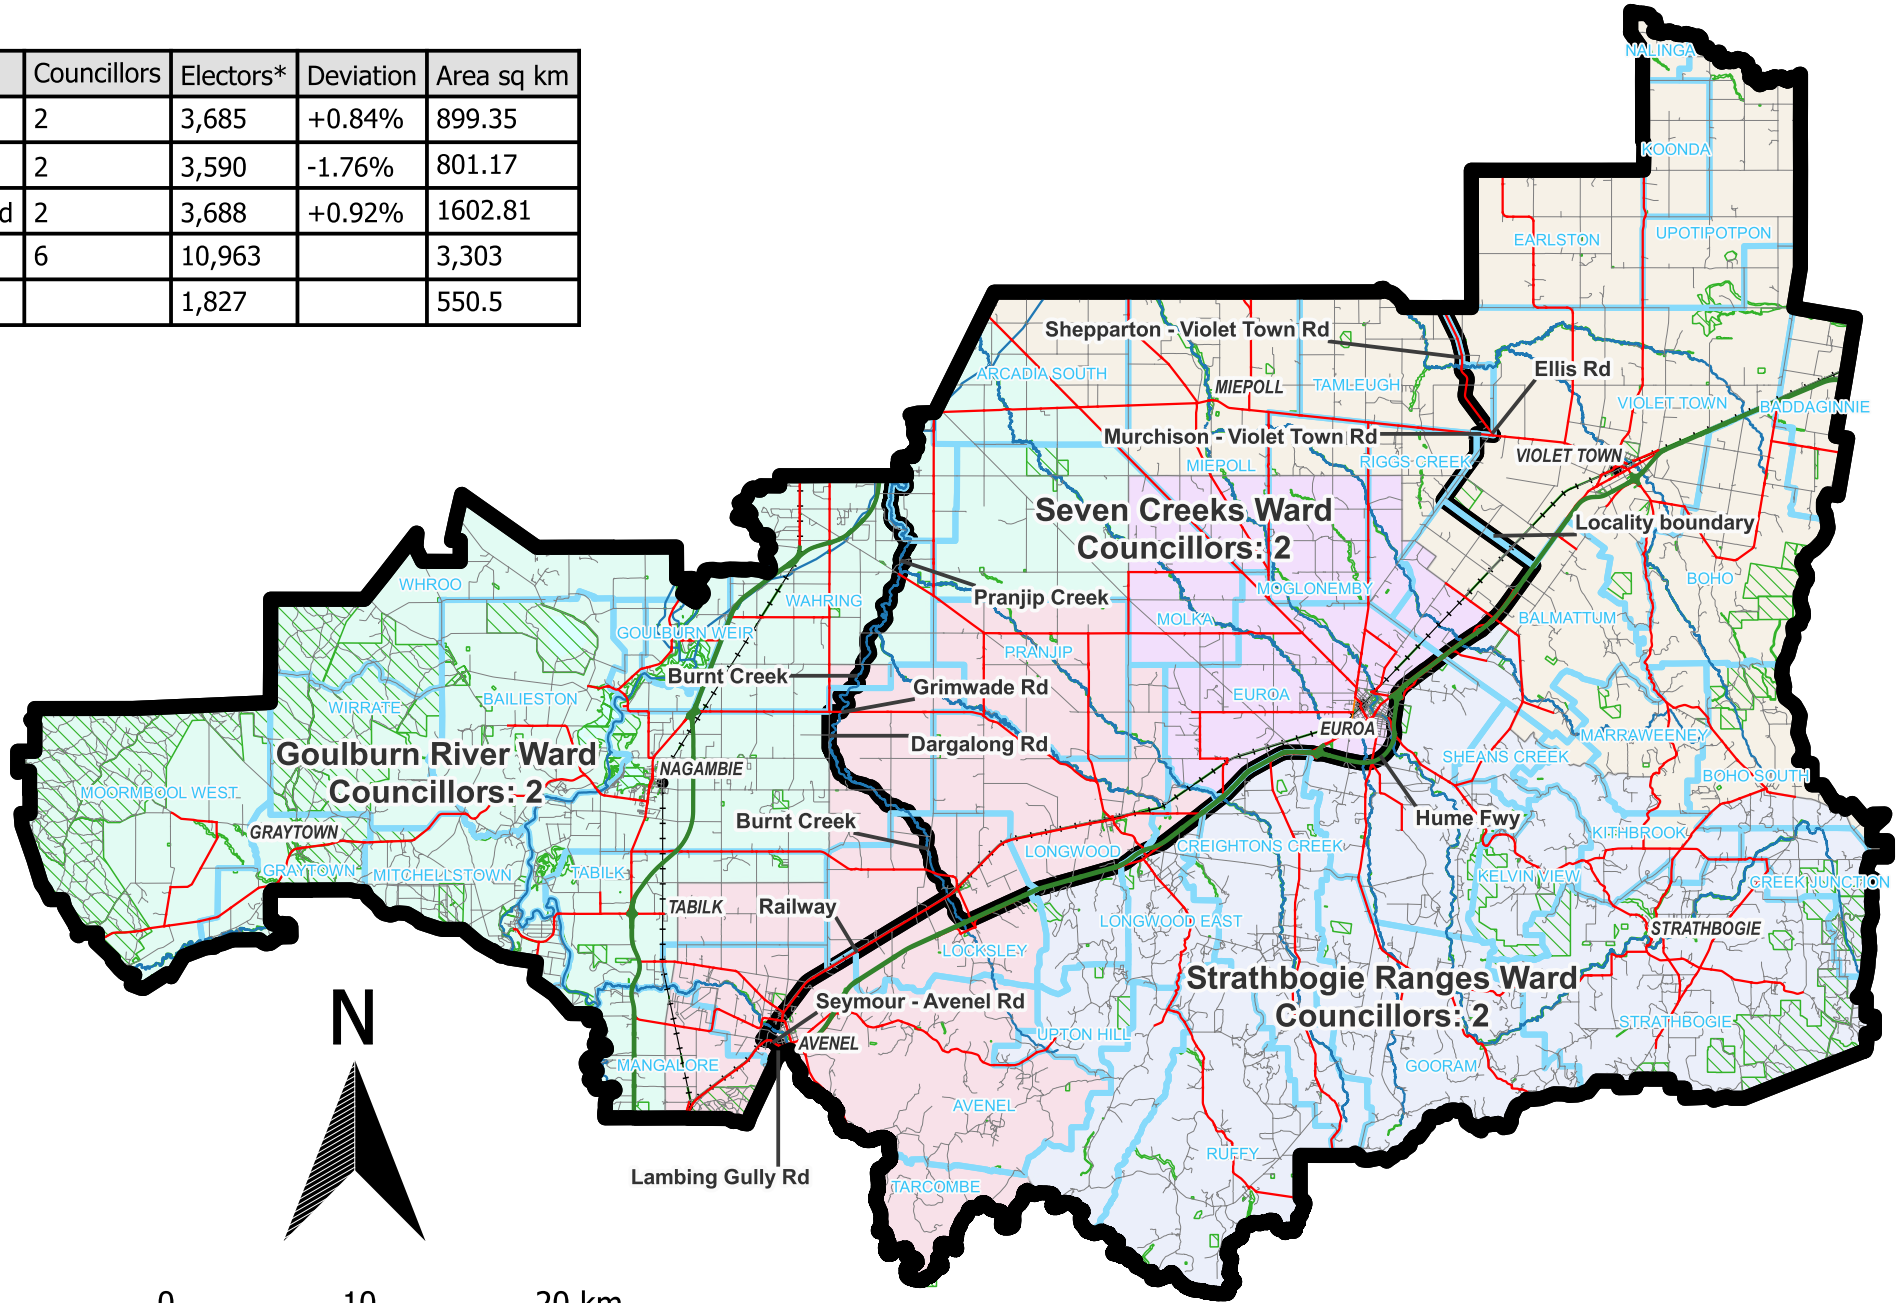 Councillors Electors* Deviation Area sq km
2 3,685 +0.84% 899.35
2 3,590 -1.76% 801.17
d 2 3,688 +0.92% 1602.81
6 10,963 3,303
1,827 550.5
NALINGA
KOONDA
EARLSTON
UPOTIPOTPON
Shepparton - Violet Town Rd
Ellis Rd
ARCADIA SOUTH
MIEPOLL
TAMLEUGH
VIOLET TOWN
BADDAGINNIE
Murchison - Violet Town Rd
MIEPOLL
RIGGS CREEK
VIOLET TOWN
Seven Creeks Ward
Councillors: 2
Locality boundary
WHROO
WAHRING
Pranjip Creek
MOGLONEMBY
BOHO
GOULBURN WEIR
MOLKA
BALMATTUM
PRANJIP
Burnt Creek
Grimwade Rd
EUROA
WIRRATE
BAILIESTON
EUROA
MARRAWEENEY
Dargalong Rd
Goulburn River Ward
Councillors: 2
NAGAMBIE
SHEANS CREEK
BOHO SOUTH
MOORMBOOL WEST
GRAYTOWN
Burnt Creek
Hume Fwy
KITHBROOK
LONGWOOD
CREIGHTONS CREEK
GRAYTOWN
MITCHELLSTOWN
TABILK
KELVIN VIEW
CREEK JUNCTION
TABILK
Railway
LONGWOOD EAST
STRATHBOGIE
LOCKSLEY
Strathbogie Ranges Ward
Councillors: 2
Seymour - Avenel Rd
UPTON HILL
STRATHBOGIE
N
AVENEL
MANGALORE
GOORAM
AVENEL
RUFFY
Lambing Gully Rd
TARCOMBE
0 10 20 km